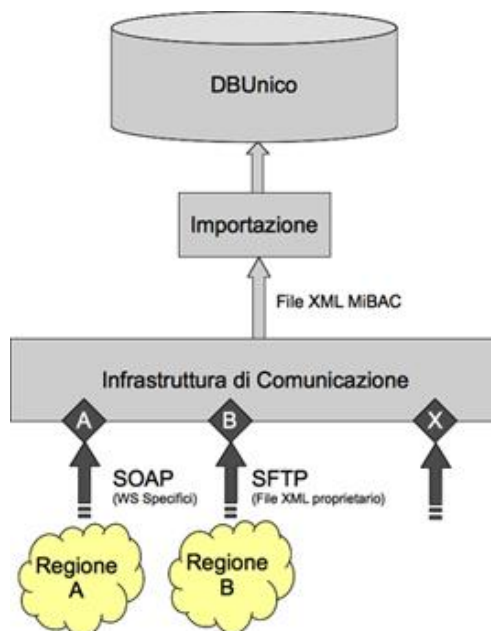 DBUnico
Importazione
File XML MiBAC
Infrastruttura di Comunicazione
A
B
X
SOAP
(WS Specifici)
SFTP
(File XML proprietario)
Regione
A
Regione
B